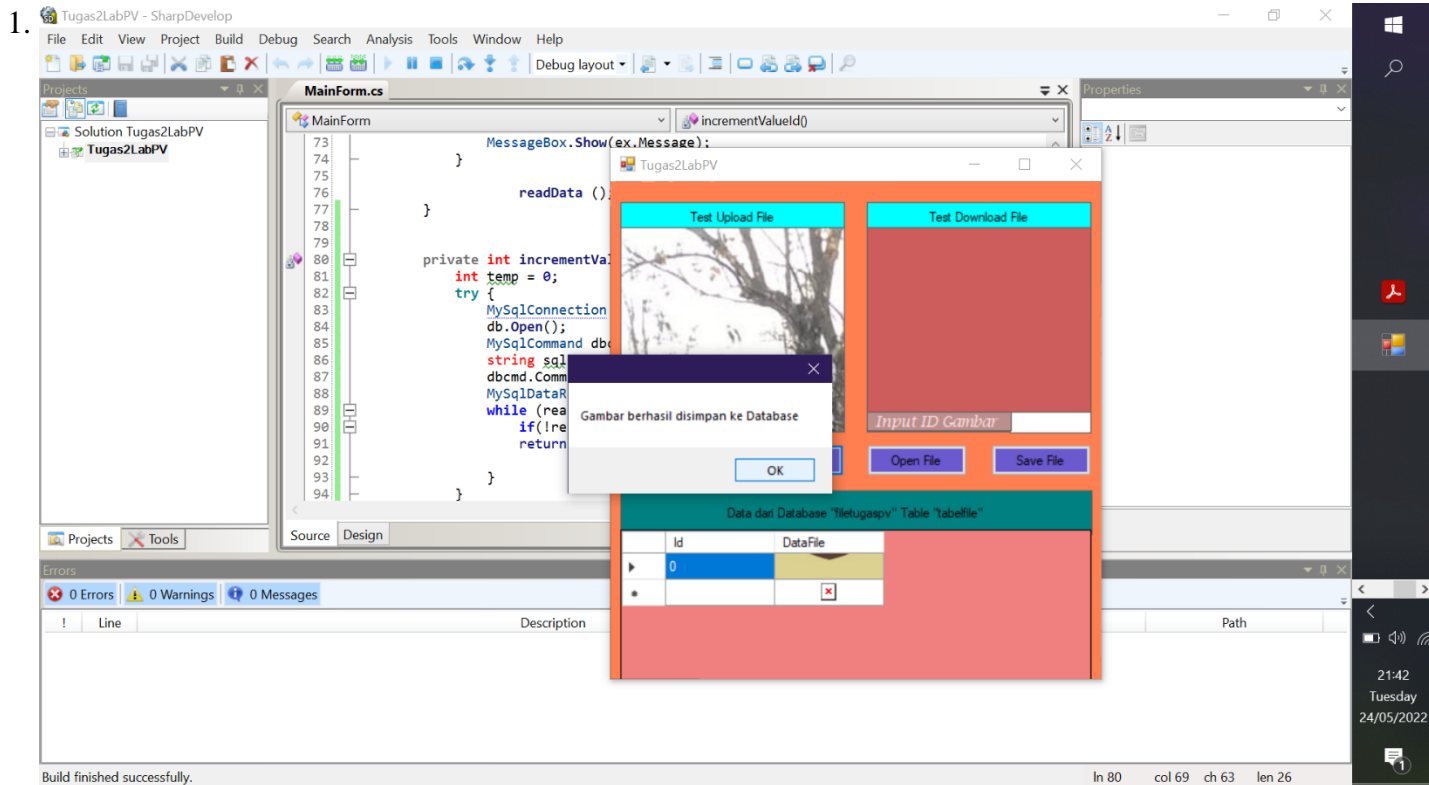 1.
Tugas2LabPV - SharpDevelop
File Edit View Project Build Debug Search Analysis Tools Window Help
Debug layout
Projects
Solution Tugas2LabPV
Tugas2LabPV
Projects Tools
MainForm.cs
MainForm
incrementValueId()
73 MessageBox.Show(ex.Message);
74 }
75
76 readData ()
77 }
78
79
80 private int incrementVal
81 int temp = 0;
82 try {
83 MySqlConnection
84 db.Open();
85 MySqlCommand dbc
86 string sql
87 dbcmd.Comm
88 MySqlDataR
89 while (rea
90 if(!re
91 return
92
93 }
94 }
Source Design
Properties
Tugas2LabPV
Test Upload File
Test Download File
Input ID Gambar
Open File
Save File
Gambar berhasil disimpan ke Database
OK
Data dari Database "filetugaspv" Table "tabelfile"
Id DataFile
0
Errors
0 Errors 0 Warnings 0 Messages
! Line Description Path
Build finished successfully.
ln 80 col 69 ch 63 len 26
21:42
Tuesday
24/05/2022
1